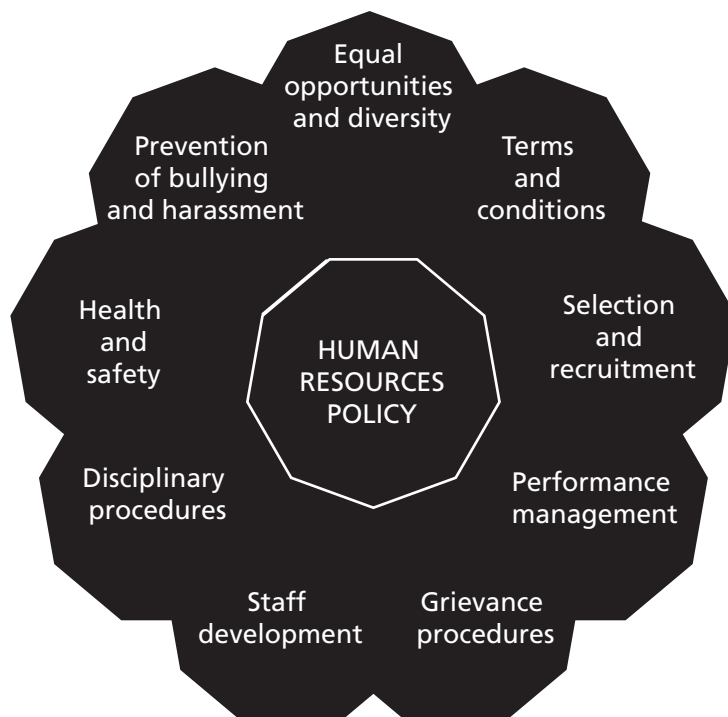 Equal
opportunities
and diversity
Terms
and
conditions
Selection
and
recruitment
Performance
management
Grievance
procedures
Staff
development
Disciplinary
procedures
Health
and
safety
Prevention
of bullying
and harassment
HUMAN
RESOURCES
POLICY